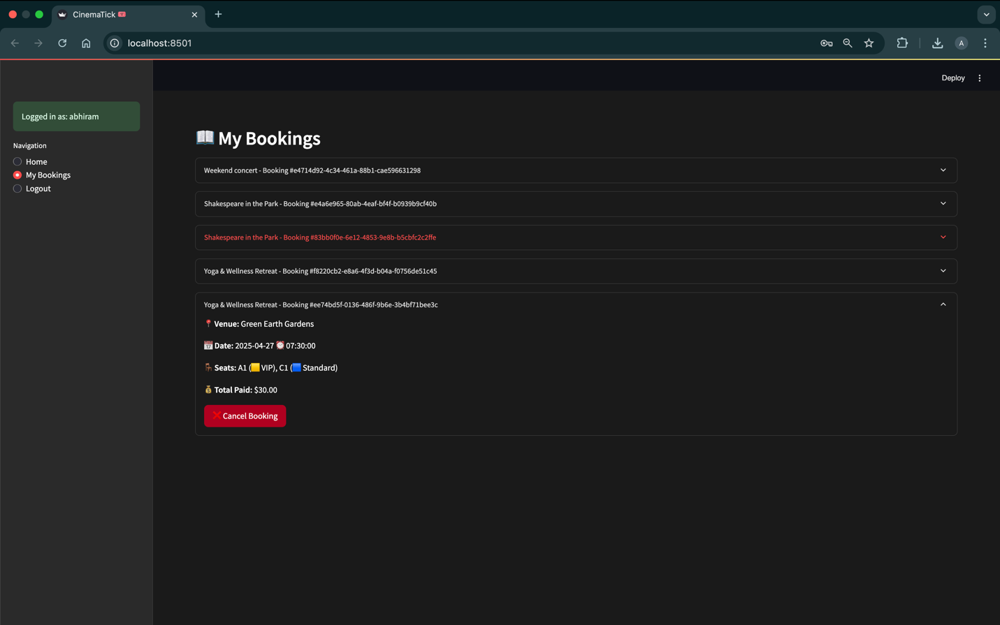 CinemaTick
localhost:8501
A
Deploy
Logged in as: abhiram
Navigation
Home
My Bookings
Logout
📖 My Bookings
Weekend concert - Booking #e4714d92-4c34-461a-88b1-cae596631298
Shakespeare in the Park - Booking #e4a6e965-80ab-4eaf-bf4f-b0939b9cf40b
Shakespeare in the Park - Booking #83bb0f0e-6e12-4853-9e8b-b5cbfc2c2ffe
Yoga & Wellness Retreat - Booking #f8220cb2-e8a6-4f3d-b04a-f0756de51c45
Yoga & Wellness Retreat - Booking #ee74bd5f-0136-486f-9b6e-3b4bf71bee3c
📍 Venue: Green Earth Gardens
📅 Date: 2025-04-27 ⏰ 07:30:00
🪑 Seats: A1 (🟨 VIP), C1 (🟦 Standard)
💰 Total Paid: $30.00
❌ Cancel Booking